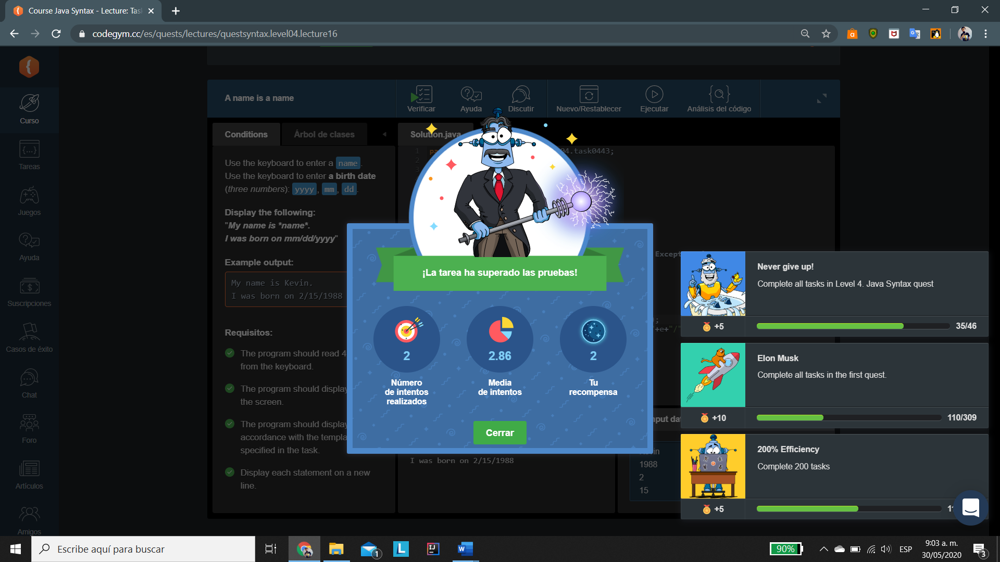 Course Java Syntax - Lecture: Tas
codegym.cc/es/quests/lectures/questsyntax.level04.lecture16
Curso
Tareas
Juegos
Ayuda
Suscripciones
Casos de éxito
Chat
Foro
Artículos
Amigos
A name is a name
Verificar
Ayuda
Discutir
Nuevo/Restablecer
Ejecutar
Análisis del código
Conditions
Árbol de clases
Solution.java
Use the keyboard to enter a name.
Use the keyboard to enter a birth date
(three numbers): yyyy, mm, dd.
Display the following:
"My name is *name*.
I was born on mm/dd/yyyy"
Example output:
My name is Kevin.
I was born on 2/15/1988
Requisitos:
The program should read 4
from the keyboard.
The program should display
the screen.
The program should display
accordance with the templa
specified in the task.
Display each statement on a new
line.
1 pa 04.task0443;
2
3
Except
);
+e+"/"
¡La tarea ha superado las pruebas!
2
Número
de intentos
realizados
2.86
Media
de intentos
2
Tu
recompensa
Cerrar
I was born on 2/15/1988
nput da
1988
2
15
Never give up!
Complete all tasks in Level 4. Java Syntax quest
+5
35/46
Elon Musk
Complete all tasks in the first quest.
+10
110/309
200% Efficiency
Complete 200 tasks
+5
Escribe aquí para buscar
1
90%
ESP
9:03 a. m.
30/05/2020
3